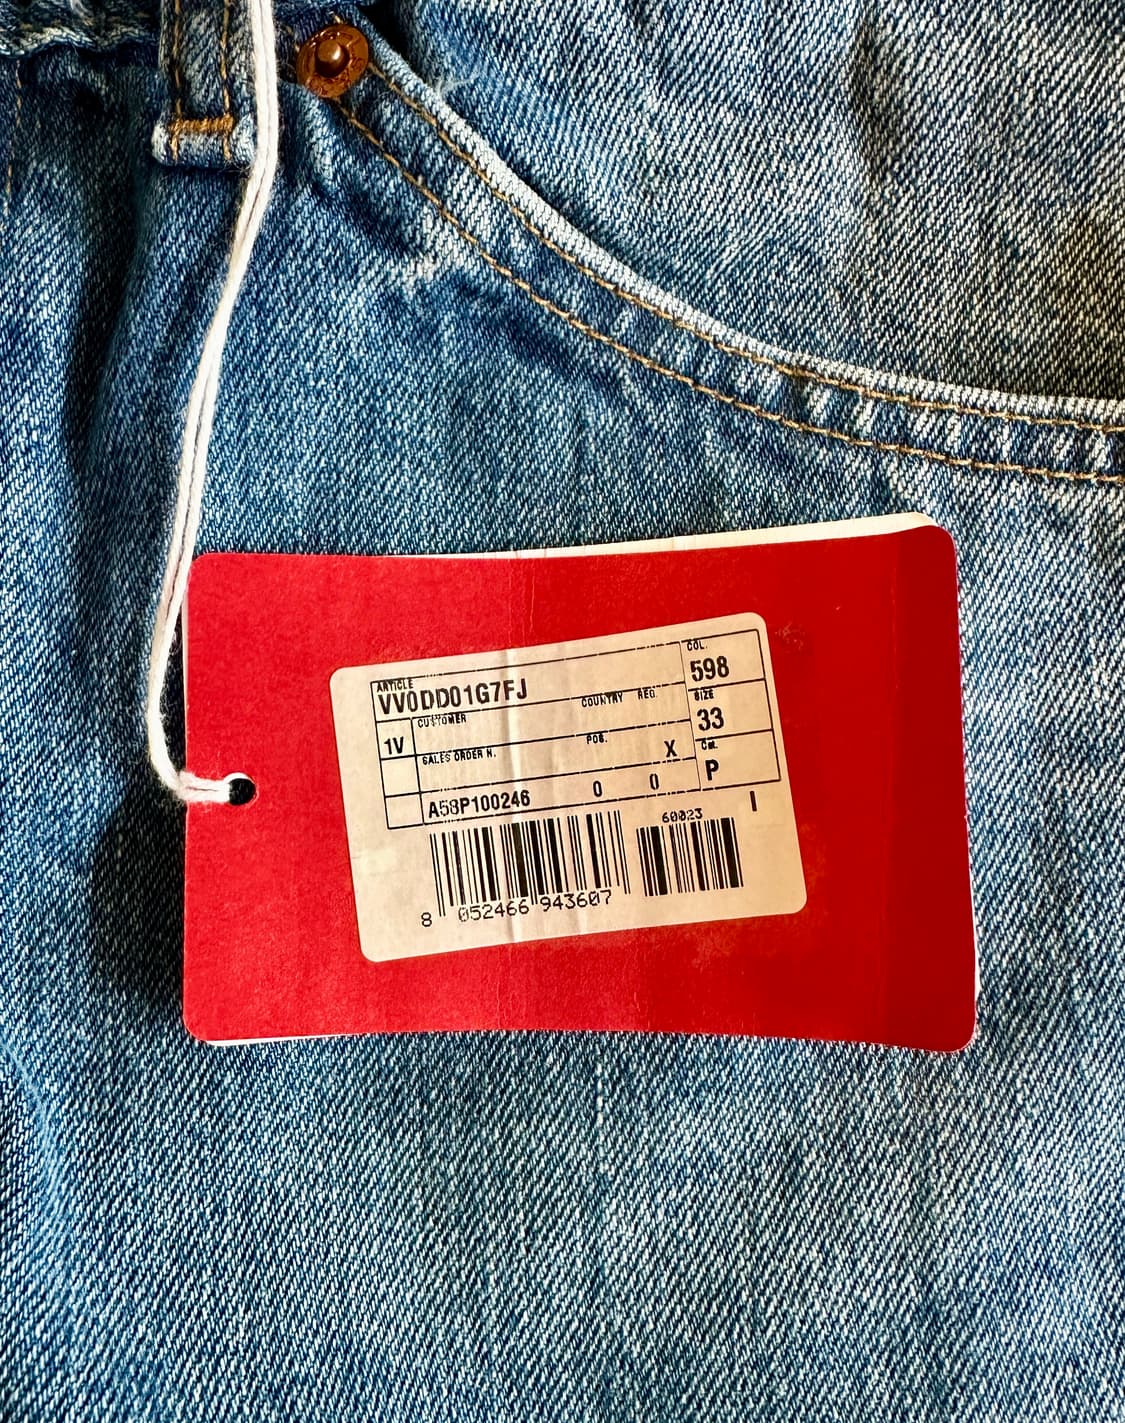 ARTICLE
VV0DD01G7FJ
COL.
598
1V
CUSTOMER
COUNTRY REG.
SIZE
33
SALES ORDER N.
POS.
X
P
A58P100246 0 0
I
60023
8 052466 943607